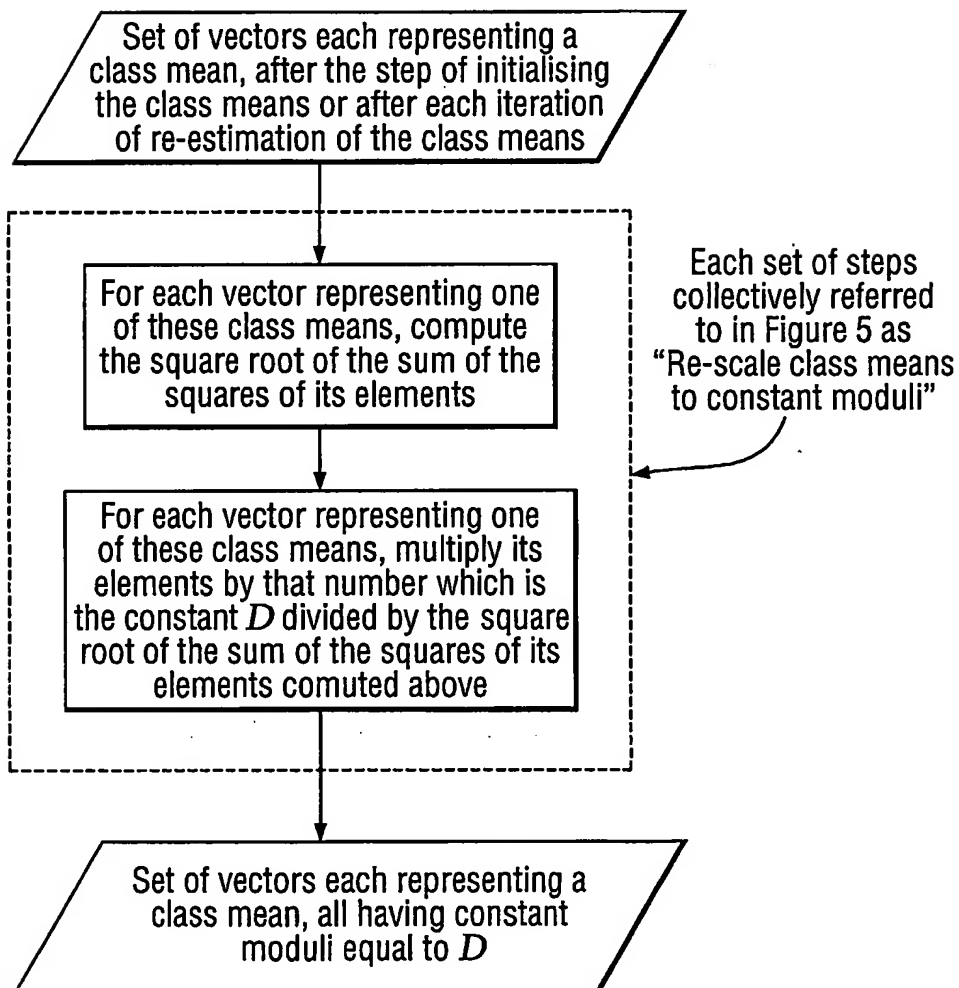 Set of vectors each representing a
class mean, after the step of initialising
the class means or after each iteration
of re-estimation of the class means
For each vector representing one
of these class means, compute
the square root of the sum of the
squares of its elements
Each set of steps
collectively referred
to in Figure 5 as
“Re-scale class means
to constant moduli”
For each vector representing one
of these class means, multiply its
elements by that number which is
the constant D divided by the square
root of the sum of the squares of its
elements comuted above
Set of vectors each representing a
class mean, all having constant
moduli equal to D